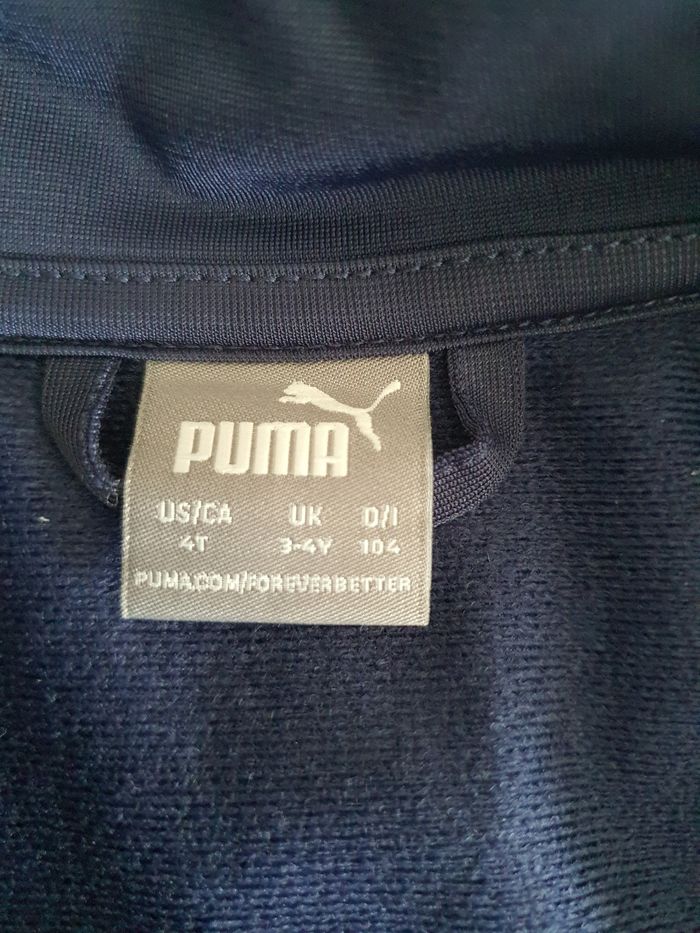 PUMA
US/CA UK D/I
4T 3-4Y 104
PUMA.COM/FOREVERBETTER